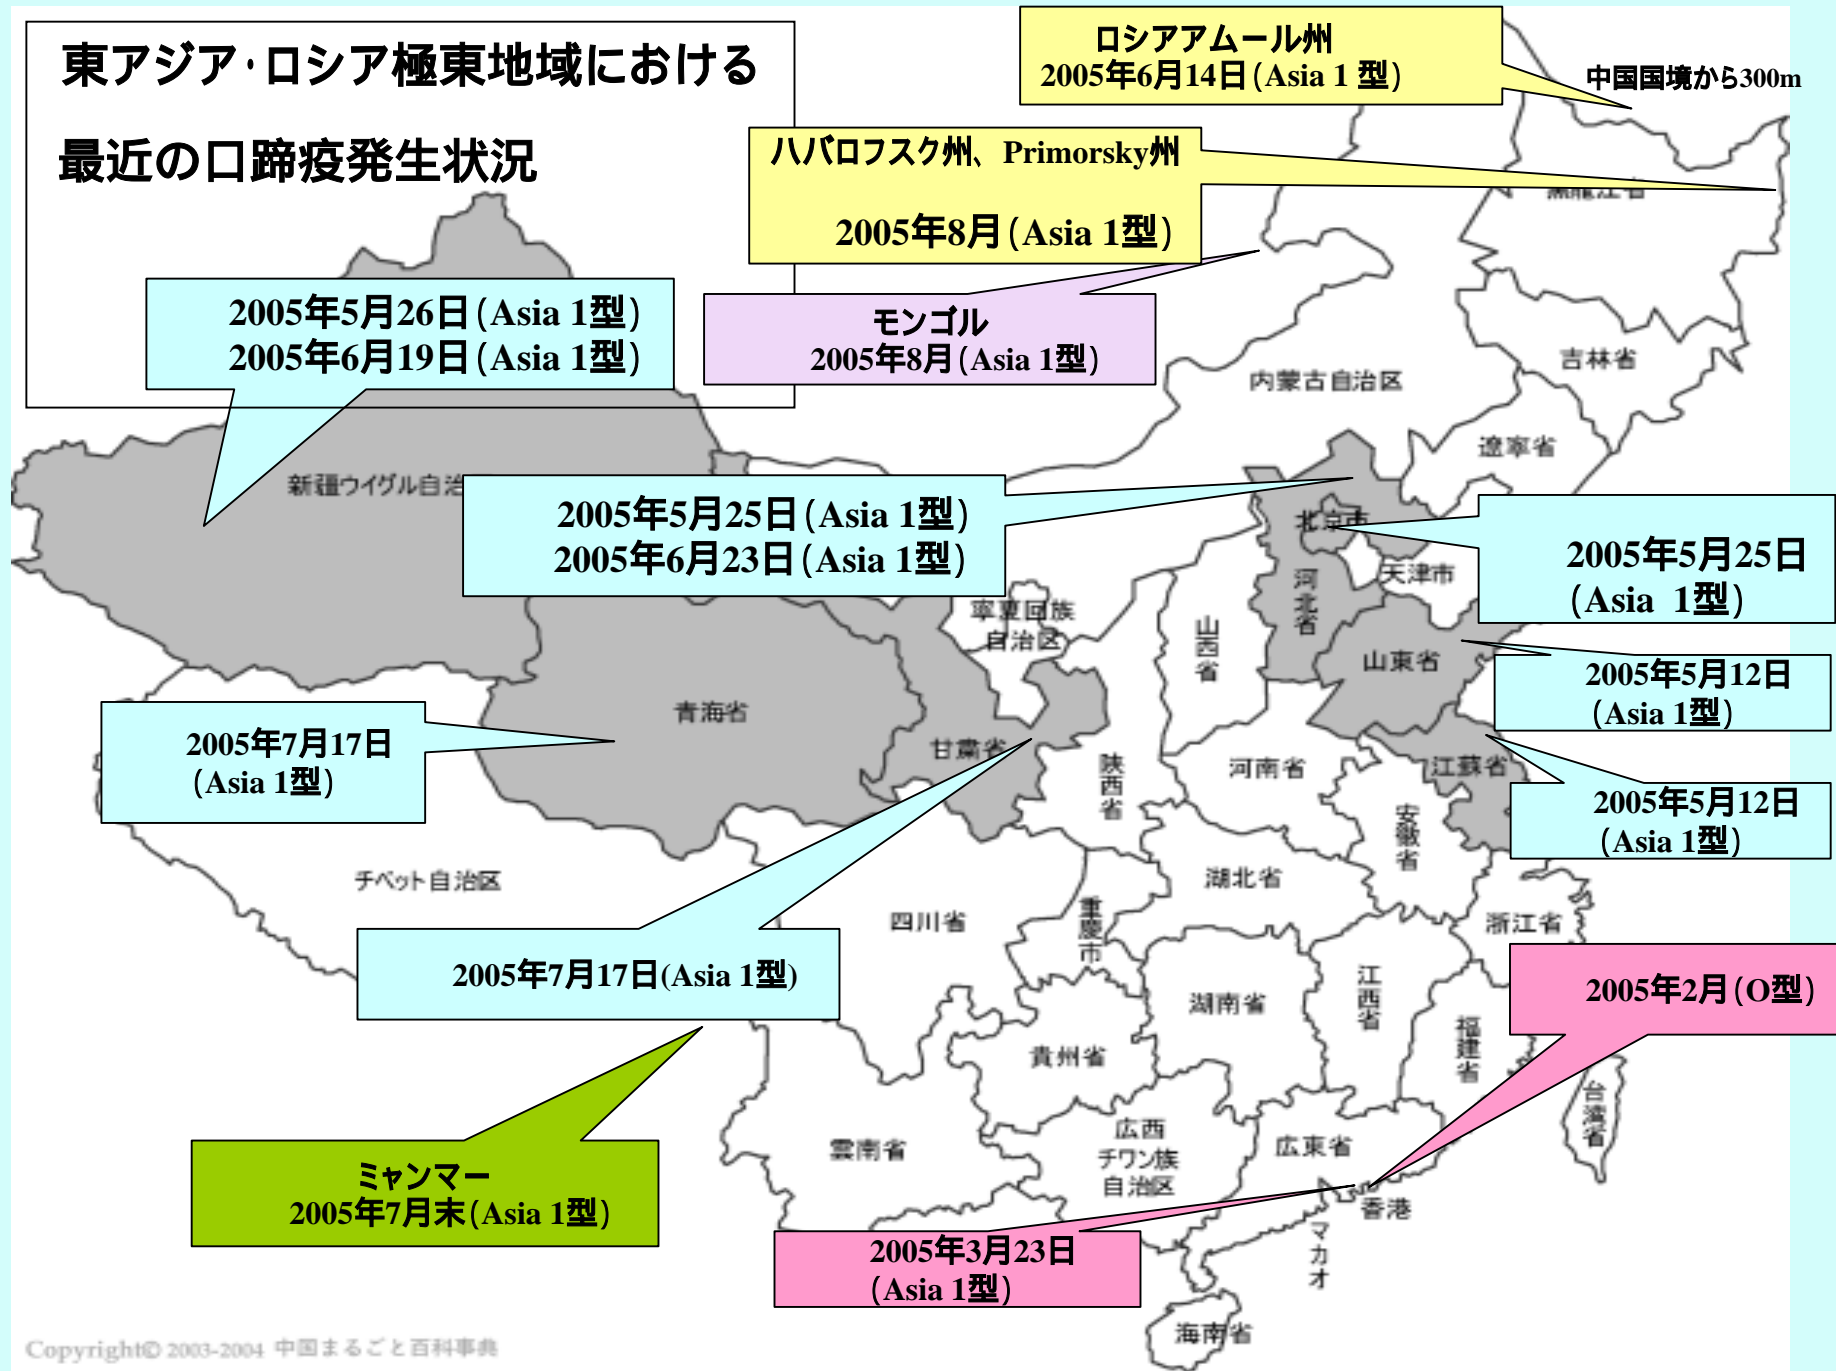 東アジア・ロシア極東地域における
最近の口蹄疫発生状況
ロシアアムール州
2005年6月14日(Asia 1 型)
中国国境から300m
ハバロフスク州、Primorsky州
2005年8月(Asia 1型)
黒龍江省
2005年5月26日(Asia 1型)
2005年6月19日(Asia 1型)
モンゴル
2005年8月(Asia 1型)
内蒙古自治区
吉林省
遼寧省
新疆ウイグル自治
2005年5月25日(Asia 1型)
2005年6月23日(Asia 1型)
北京市
2005年5月25日
(Asia 1型)
天津市
河北省
寧夏回族
自治区
山西省
山東省
2005年5月12日
(Asia 1型)
青海省
2005年7月17日
(Asia 1型)
甘粛省
陝西省
河南省
江蘇省
2005年5月12日
(Asia 1型)
安徽省
チベット自治区
四川省
重慶市
湖北省
浙江省
2005年7月17日(Asia 1型)
2005年2月(O型)
湖南省
江西省
福建省
貴州省
台湾省
ミャンマー
2005年7月末(Asia 1型)
雲南省
広西
チワン族
自治区
広東省
香港
マカオ
2005年3月23日
(Asia 1型)
海南省
Copyright© 2003-2004 中国まるごと百科事典